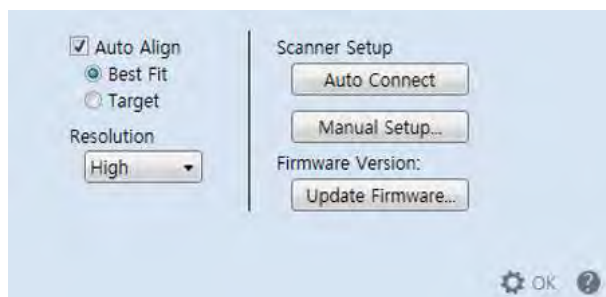 Auto Align
Best Fit
Target
Resolution
High
Scanner Setup
Auto Connect
Manual Setup...
Firmware Version:
Update Firmware...
OK
?